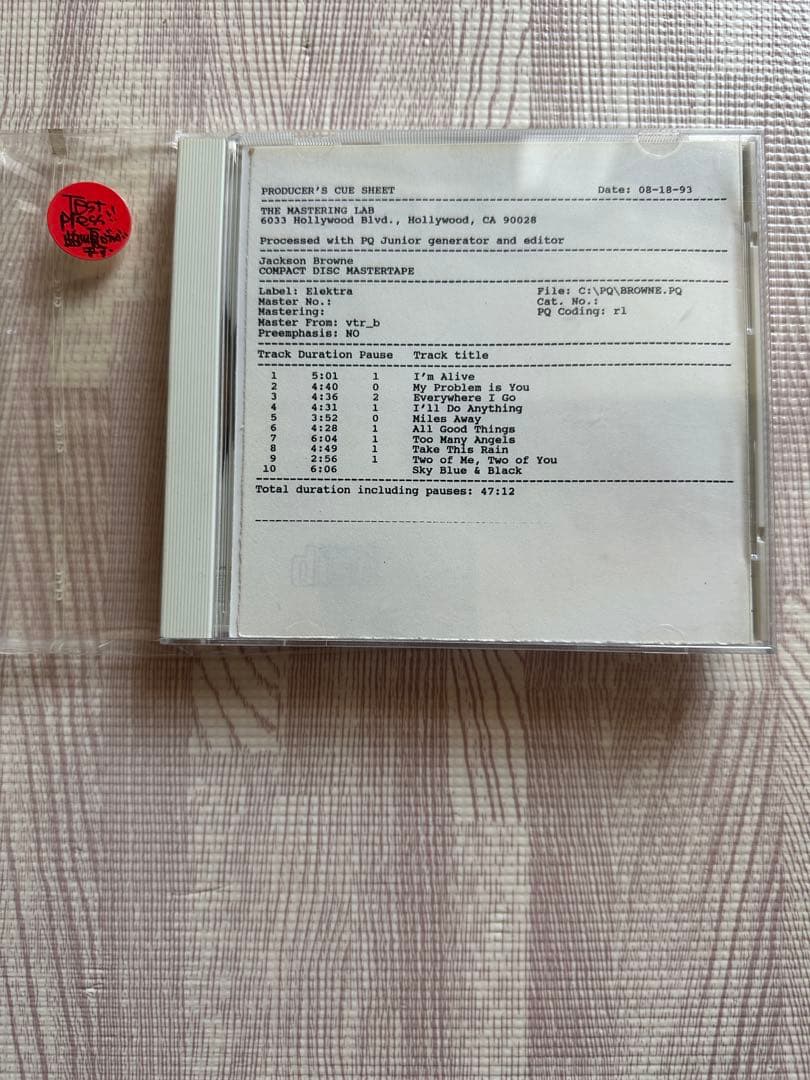 Test
Press!!
PRODUCER'S CUE SHEET Date: 08-18-93
THE MASTERING LAB
6033 Hollywood Blvd., Hollywood, CA 90028
Processed with PQ Junior generator and editor
Jackson Browne
COMPACT DISC MASTERTAPE
Label: Elektra File: C:\PQ\BROWNE.PQ
Master No.: Cat. No.:
Mastering: PQ Coding: rl
Master From: vtr_b
Preemphasis: NO
Track Duration Pause Track title
1 5:01 1 I'm Alive
2 4:40 0 My Problem is You
3 4:36 2 Everywhere I Go
4 4:31 1 I'll Do Anything
5 3:52 0 Miles Away
6 4:28 1 All Good Things
7 6:04 1 Too Many Angels
8 4:49 1 Take This Rain
9 2:56 1 Two of Me, Two of You
10 6:06 Sky Blue & Black
Total duration including pauses: 47:12